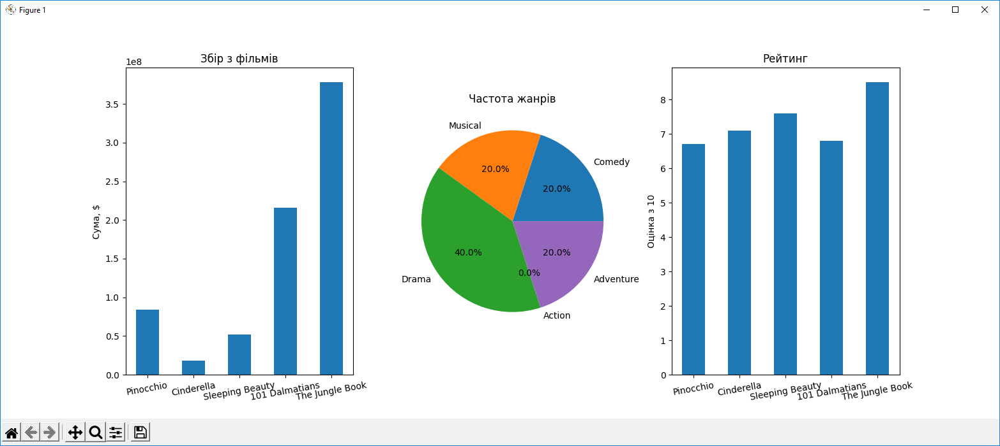 Figure 1
Збір з фільмів
1e8
3.5
3.0
2.5
2.0
1.5
1.0
0.5
0.0
Сума, $
Pinocchio
Cinderella
Sleeping Beauty
101 Dalmatians
The Jungle Book
Частота жанрів
Musical
Comedy
20.0%
20.0%
40.0%
20.0%
0.0%
Drama
Adventure
Action
Рейтинг
8
7
6
5
4
3
2
1
0
Оцінка з 10
Pinocchio
Cinderella
Sleeping Beauty
101 Dalmatians
The Jungle Book